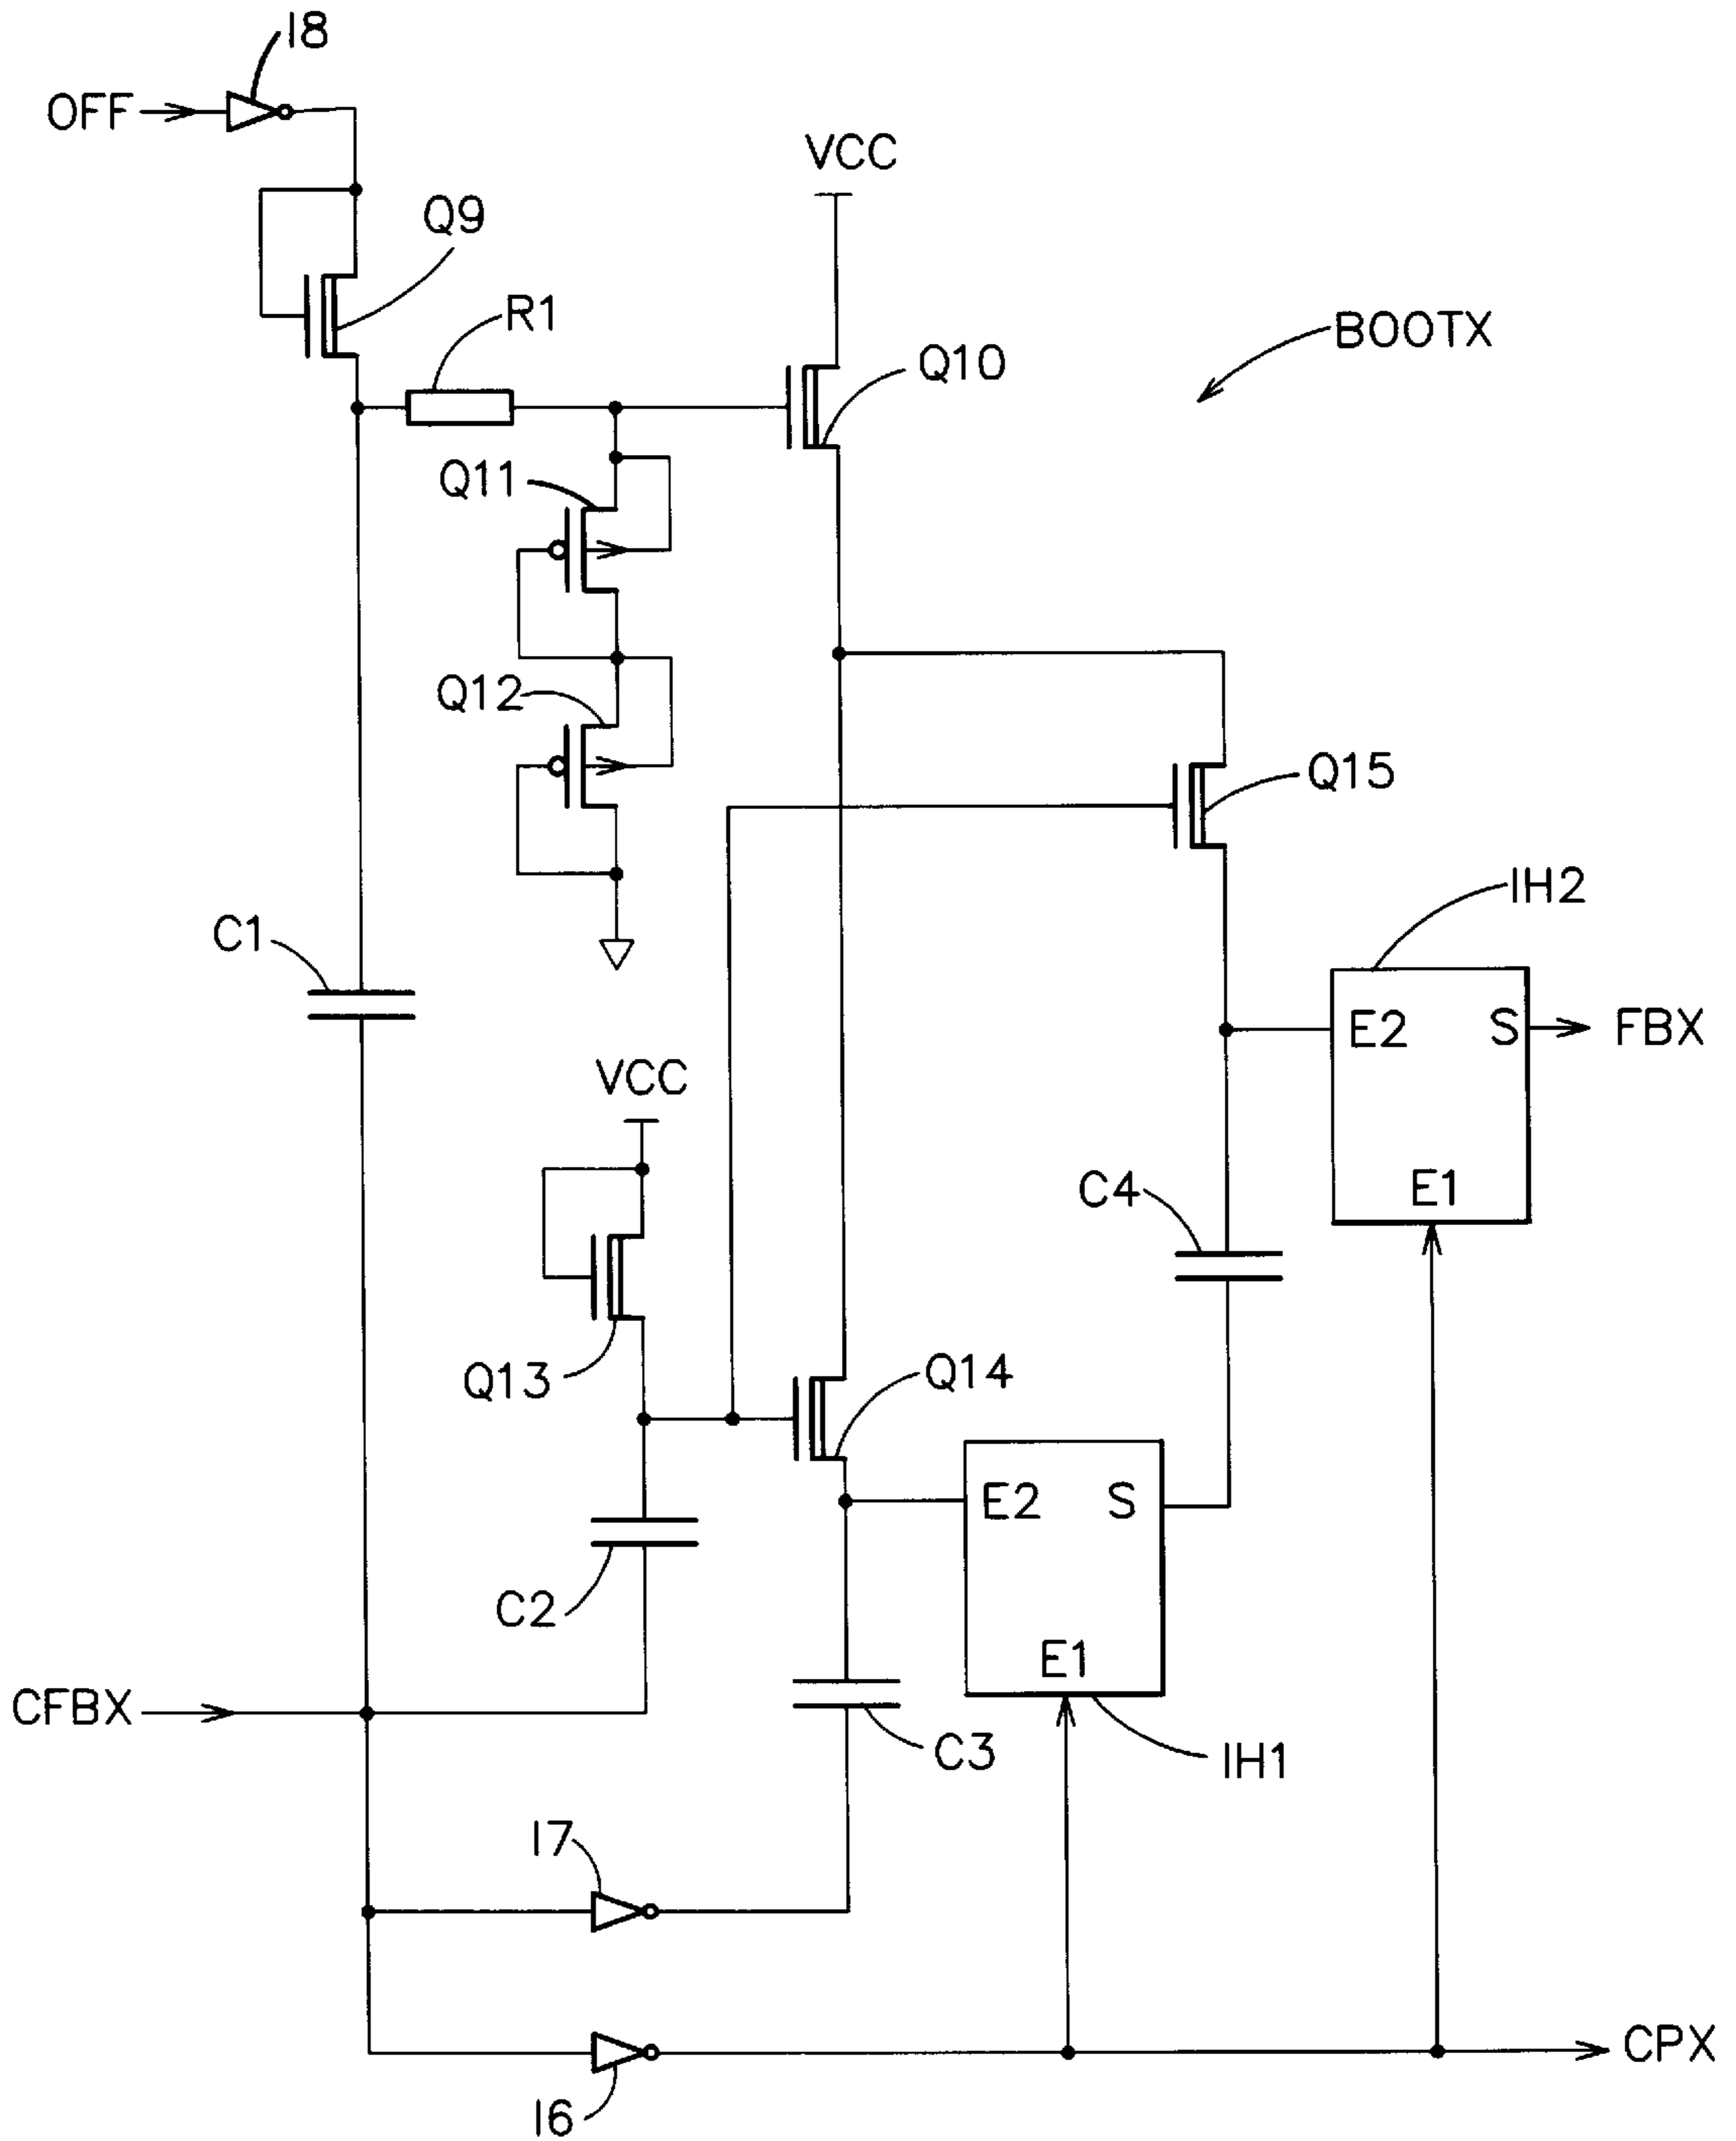 I8
OFF
VCC
Q9
R1
Q10
BOOTX
Q11
Q12
Q15
IH2
C1
E2 S
FBX
VCC
C4
E1
Q13
Q14
E2 S
C2
E1
CFBX
C3
IH1
I7
CPX
I6